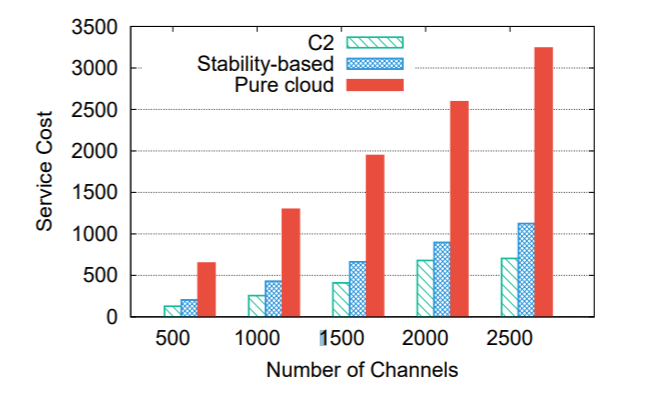 3500
3000
2500
2000
1500
1000
500
0
Service Cost
C2
Stability-based
Pure cloud
500 1000 1500 2000 2500
Number of Channels